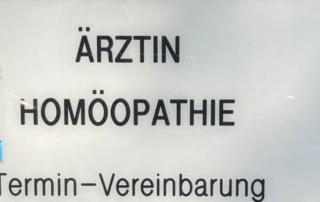 ÄRZTIN
HOMÖOPATHIE
Termin-Vereinbarung